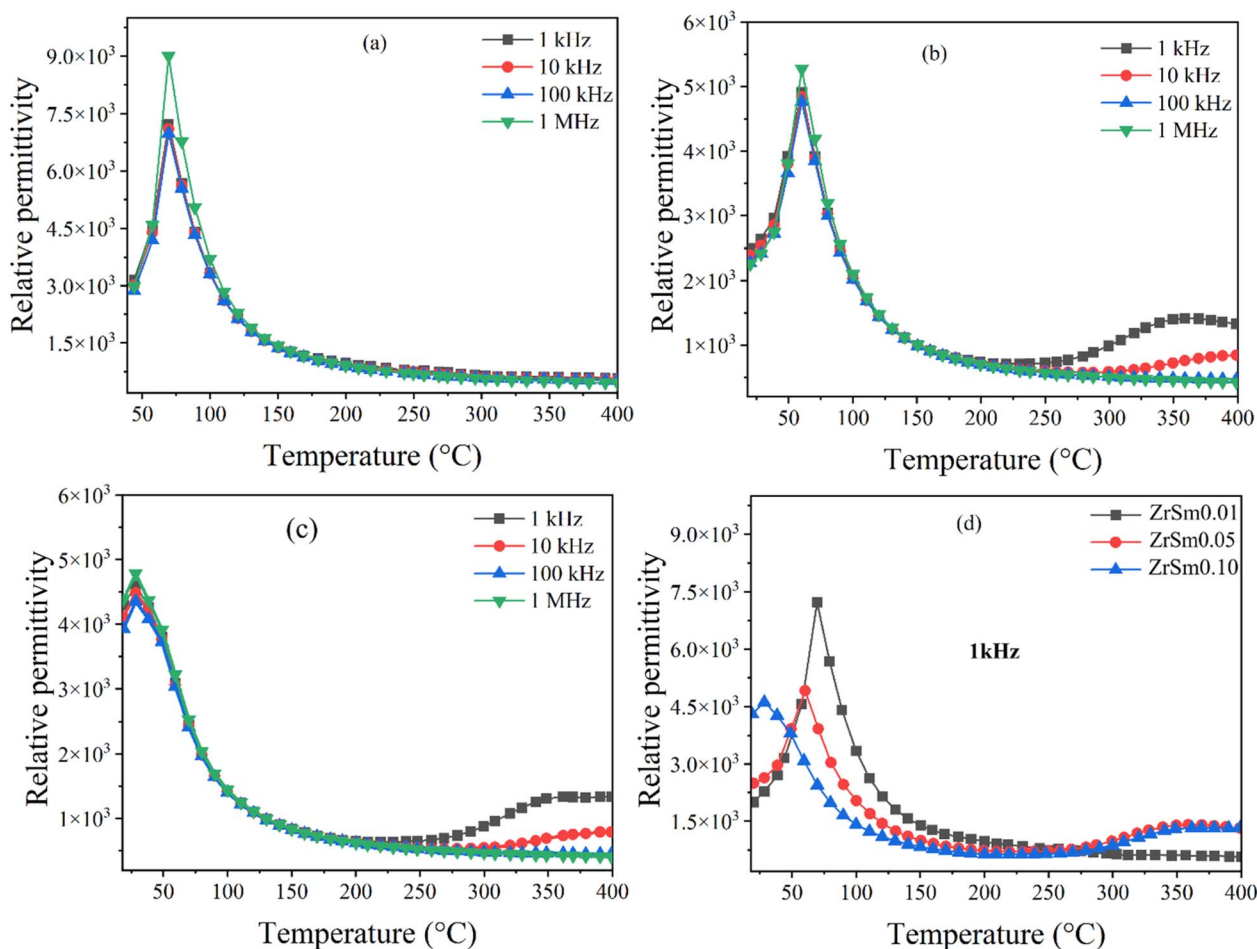 (a)
1 kHz
10 kHz
100 kHz
1 MHz
9.0×10³
7.5×10³
6.0×10³
4.5×10³
3.0×10³
1.5×10³
Relative permittivity
50 100 150 200 250 300 350 400
Temperature (°C)
(b)
1 kHz
10 kHz
100 kHz
1 MHz
6×10³
5×10³
4×10³
3×10³
2×10³
1×10³
Relative permittivity
50 100 150 200 250 300 350 400
Temperature (°C)
(c)
1 kHz
10 kHz
100 kHz
1 MHz
6×10³
5×10³
4×10³
3×10³
2×10³
1×10³
Relative permittivity
50 100 150 200 250 300 350 400
Temperature (°C)
(d)
ZrSm0.01
ZrSm0.05
ZrSm0.10
1kHz
9.0×10³
7.5×10³
6.0×10³
4.5×10³
3.0×10³
1.5×10³
Relative permittivity
50 100 150 200 250 300 350 400
Temperature (°C)